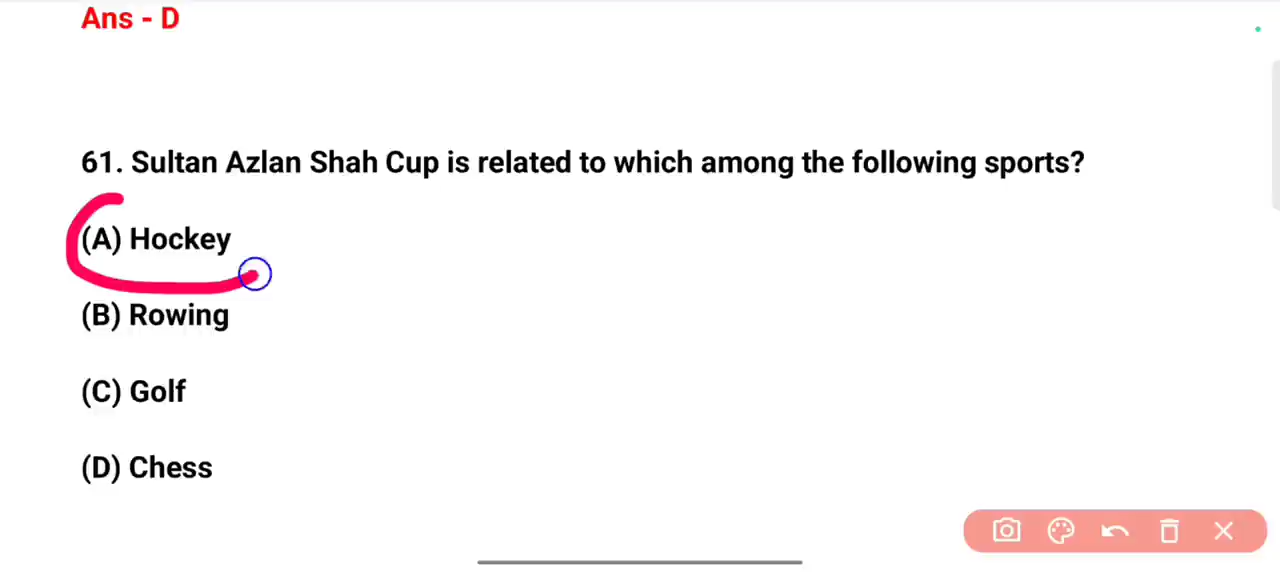 Ans - D
61. Sultan Azlan Shah Cup is related to which among the following sports?
(A) Hockey
(B) Rowing
(C) Golf
(D) Chess